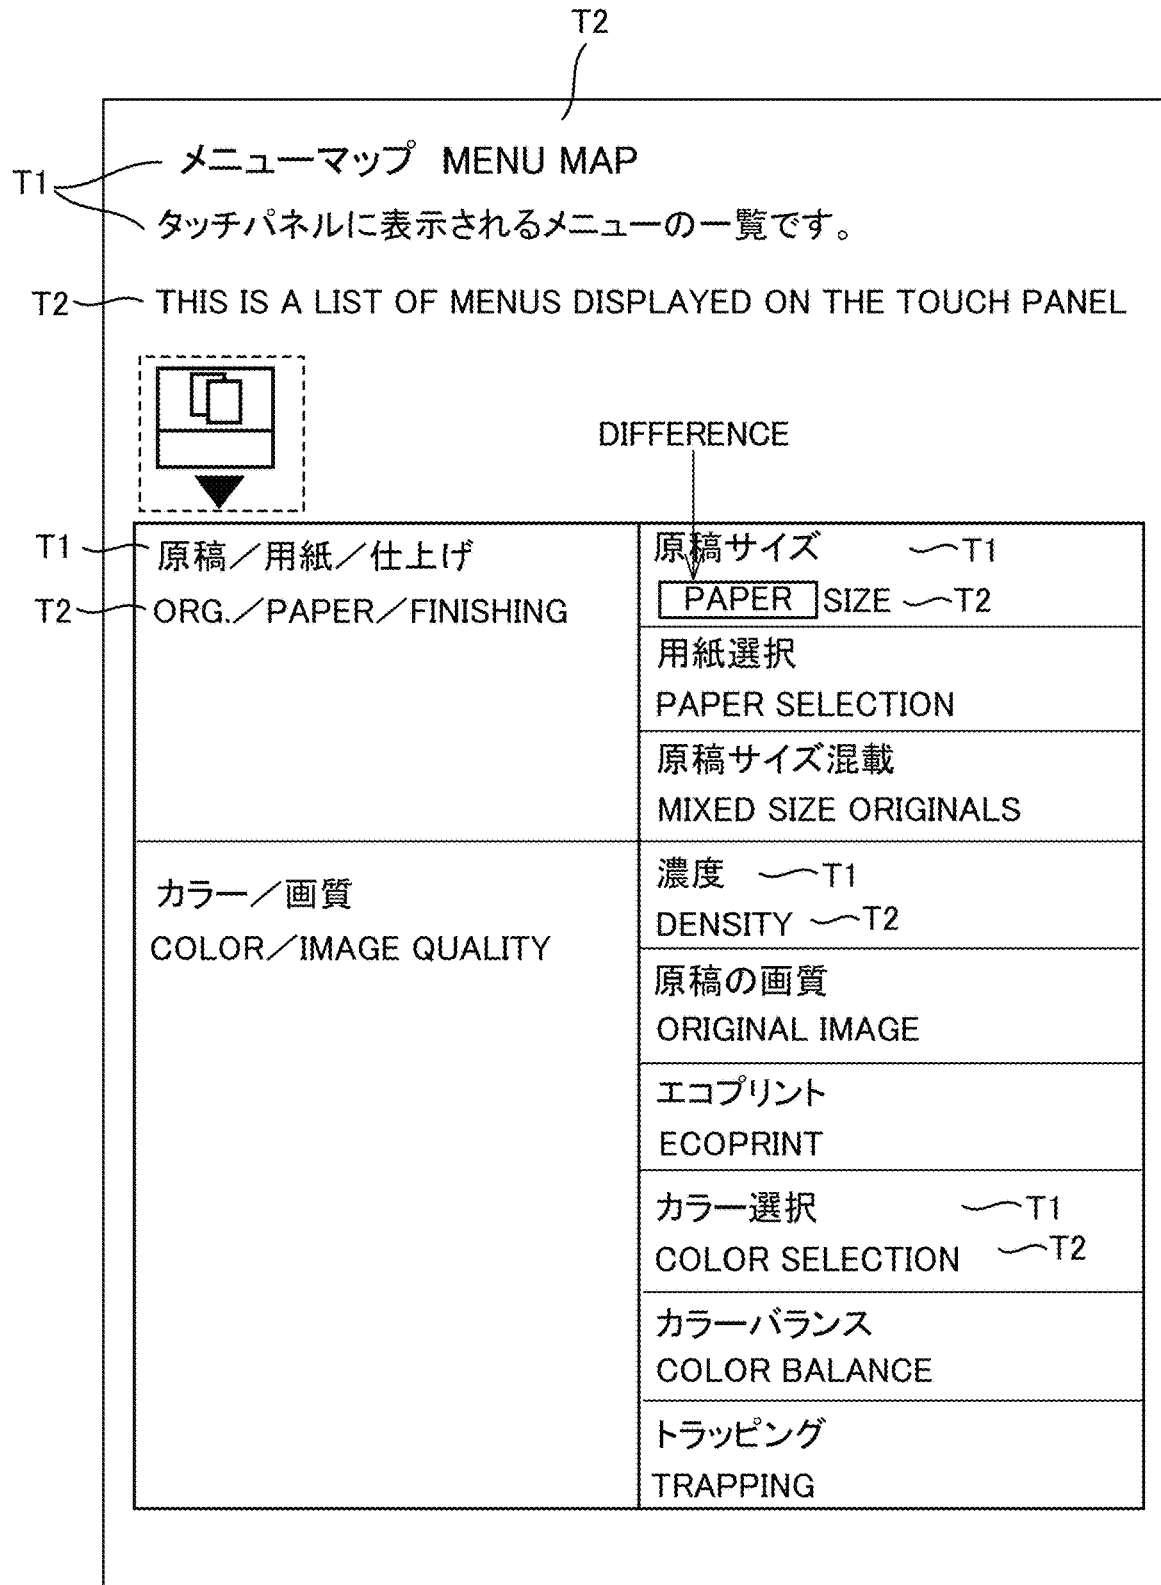 T2
メニューマップ MENU MAP
T1
タッチパネルに表示されるメニューの一覧です。
T2 THIS IS A LIST OF MENUS DISPLAYED ON THE TOUCH PANEL
DIFFERENCE
T1 原稿／用紙／仕上げ
T2 ORG.／PAPER／FINISHING
原稿サイズ T1
PAPER SIZE T2
用紙選択
PAPER SELECTION
原稿サイズ混載
MIXED SIZE ORIGINALS
カラー／画質
COLOR／IMAGE QUALITY
濃度 T1
DENSITY T2
原稿の画質
ORIGINAL IMAGE
エコプリント
ECOPRINT
カラー選択 T1
COLOR SELECTION T2
カラーバランス
COLOR BALANCE
トラッピング
TRAPPING